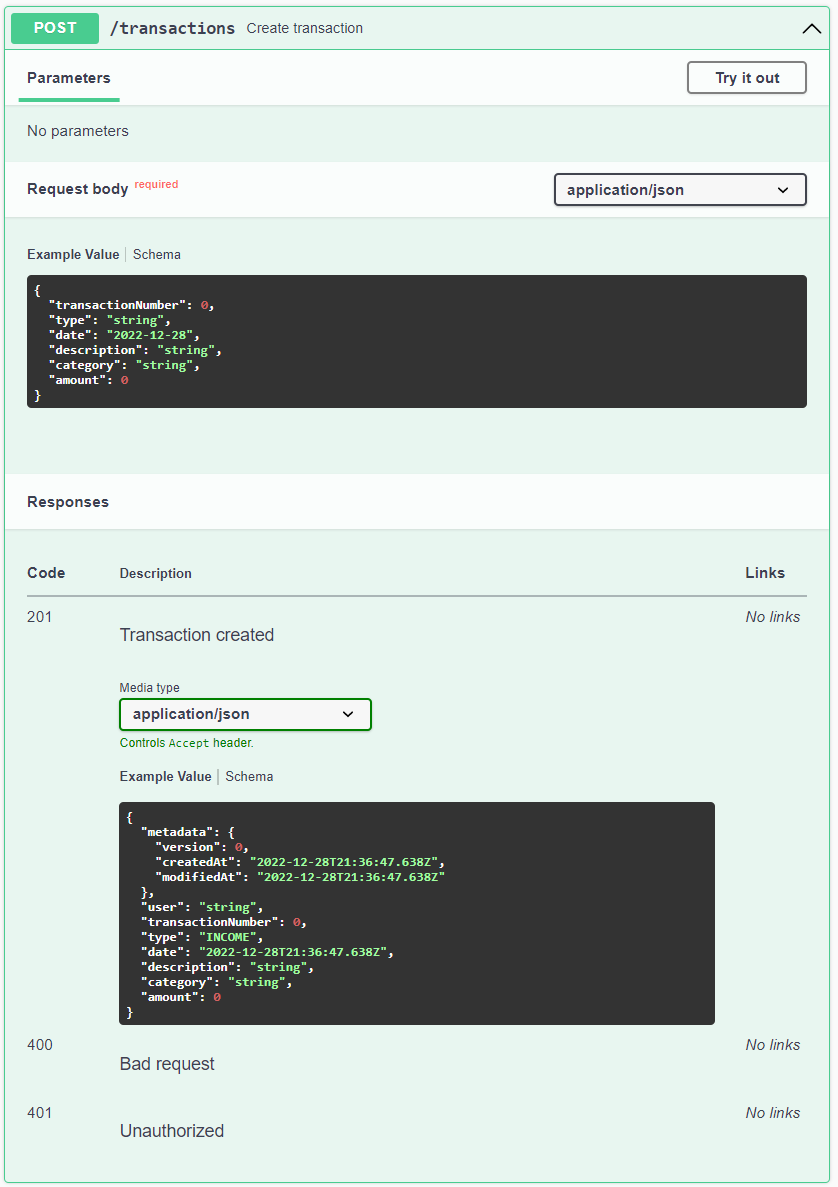 POST /transactions Create transaction
Parameters
Try it out
No parameters
Request body required
application/json
Example Value Schema
{
  "transactionNumber": 0,
  "type": "string",
  "date": "2022-12-28",
  "description": "string",
  "category": "string",
  "amount": 0
}
Responses
Code Description Links
201 No links
Transaction created
Media type
application/json
Controls Accept header.
Example Value Schema
{
  "metadata": {
    "version": 0,
    "createdAt": "2022-12-28T21:36:47.638Z",
    "modifiedAt": "2022-12-28T21:36:47.638Z"
  },
  "user": "string",
  "transactionNumber": 0,
  "type": "INCOME",
  "date": "2022-12-28T21:36:47.638Z",
  "description": "string",
  "category": "string",
  "amount": 0
}
400 No links
Bad request
401 No links
Unauthorized